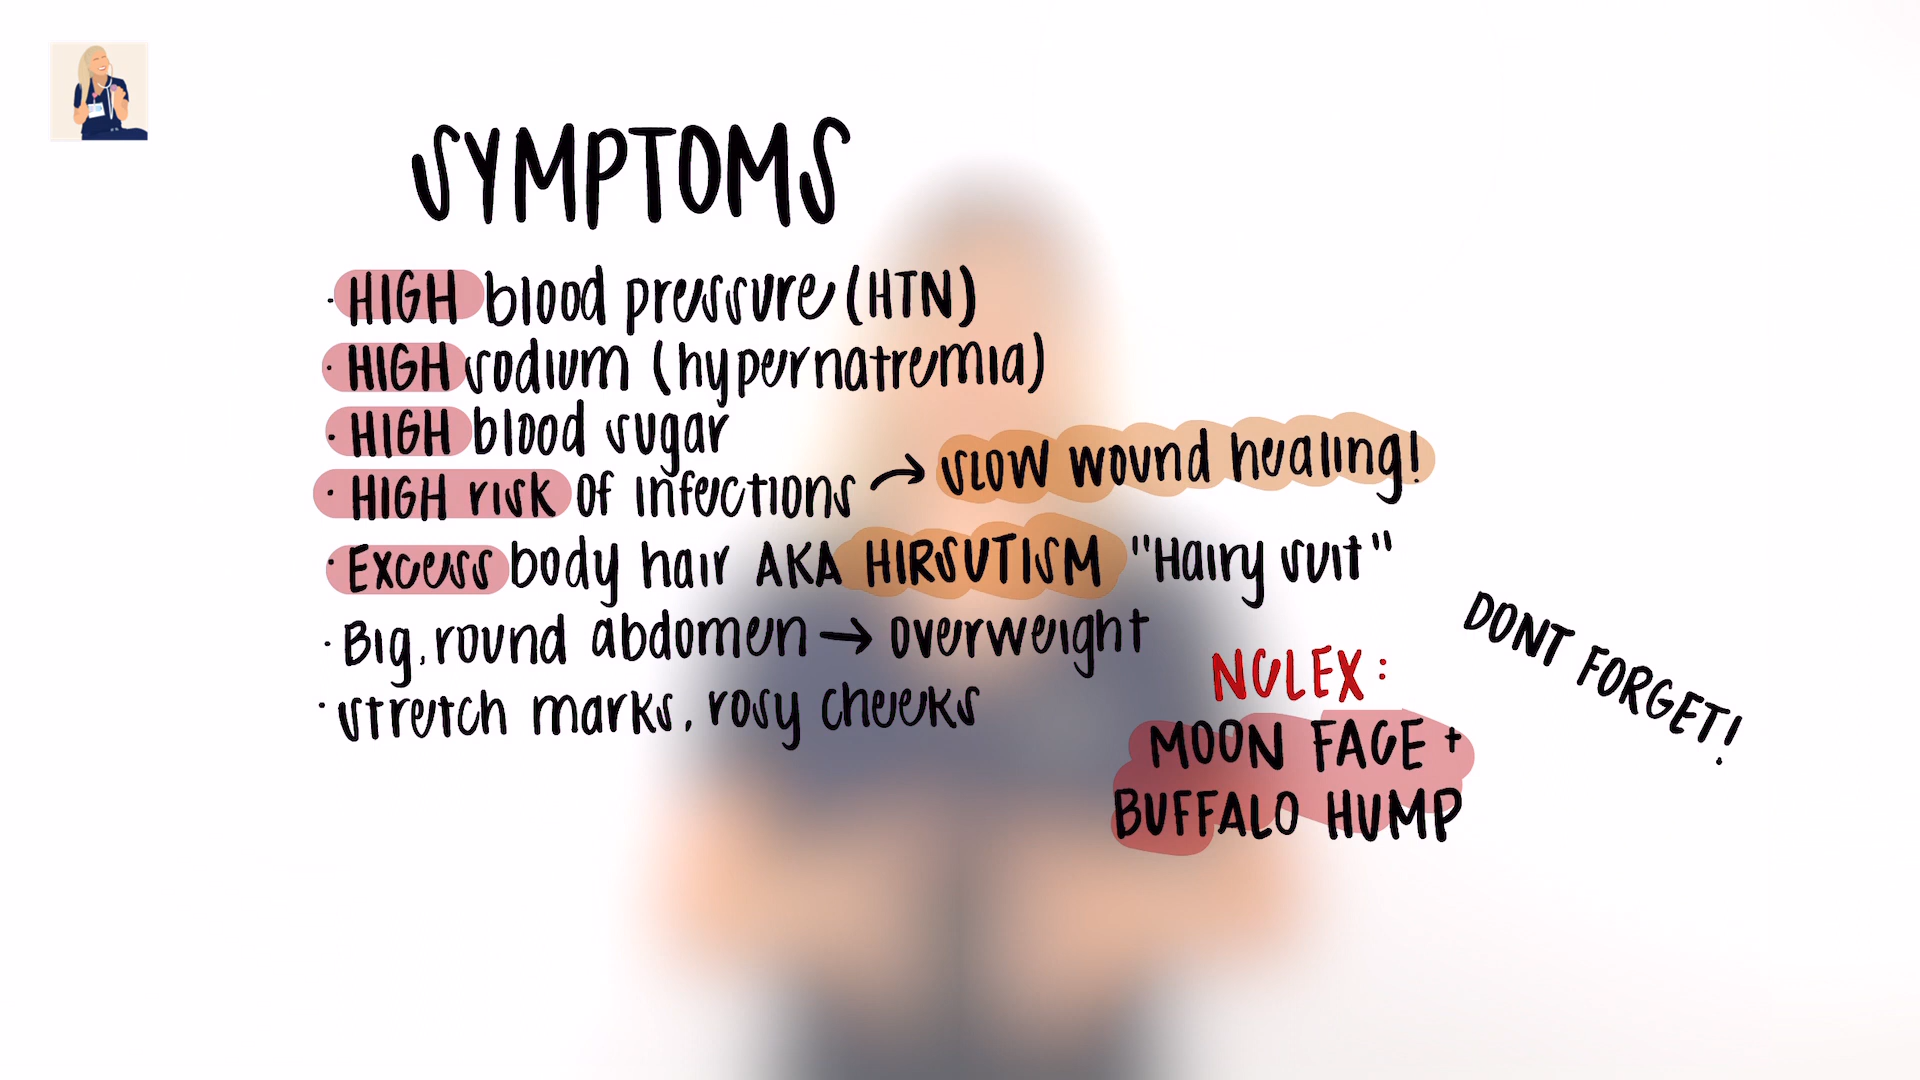 SYMPTOMS
· HIGH blood pressure (HTN)
· HIGH sodium (hypernatremia)
· HIGH blood sugar
· HIGH risk of infections → slow wound healing!
· Excess body hair AKA HIRSUTISM "Hairy suit"
· Big, round abdomen → overweight
· stretch marks, rosy cheeks
NCLEX:
MOON FACE +
BUFFALO HUMP
DONT FORGET!